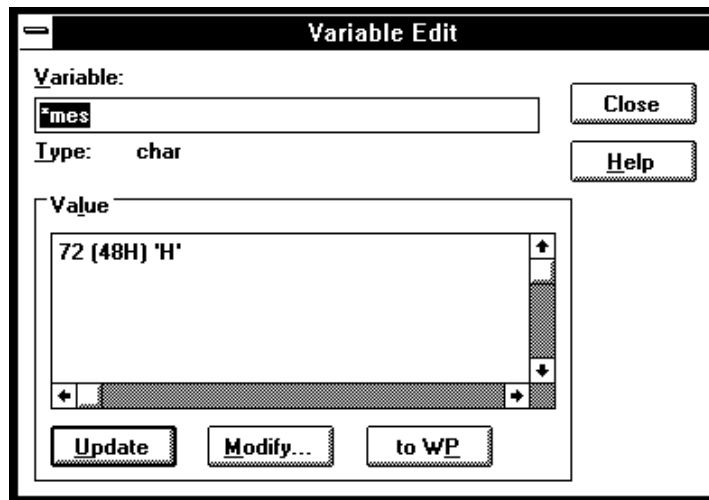 Variable Edit
Variable:
*mes
Close
Type: char
Help
Value
72 (48H) 'H'
Update Modify... to WP